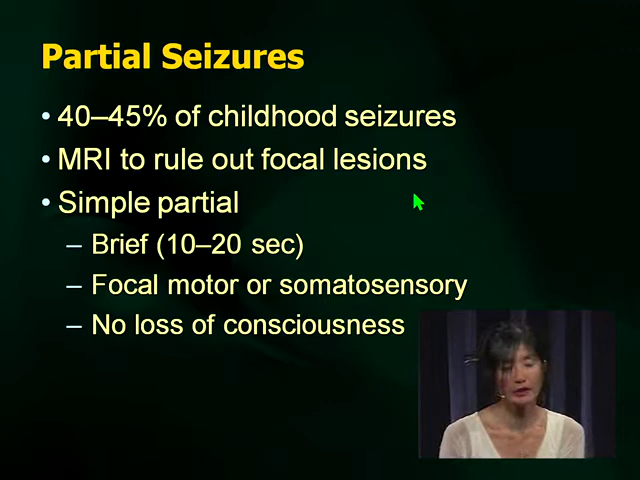 Partial Seizures
• 40–45% of childhood seizures
• MRI to rule out focal lesions
• Simple partial
– Brief (10–20 sec)
– Focal motor or somatosensory
– No loss of consciousness